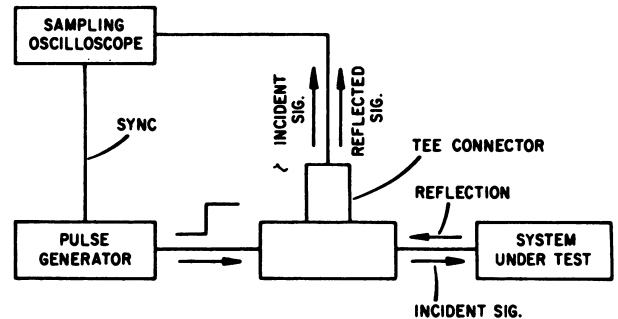 SAMPLING
OSCILLOSCOPE
SYNC
INCIDENT
SIG.
REFLECTED
SIG.
TEE CONNECTOR
REFLECTION
PULSE
GENERATOR
SYSTEM
UNDER TEST
INCIDENT SIG.